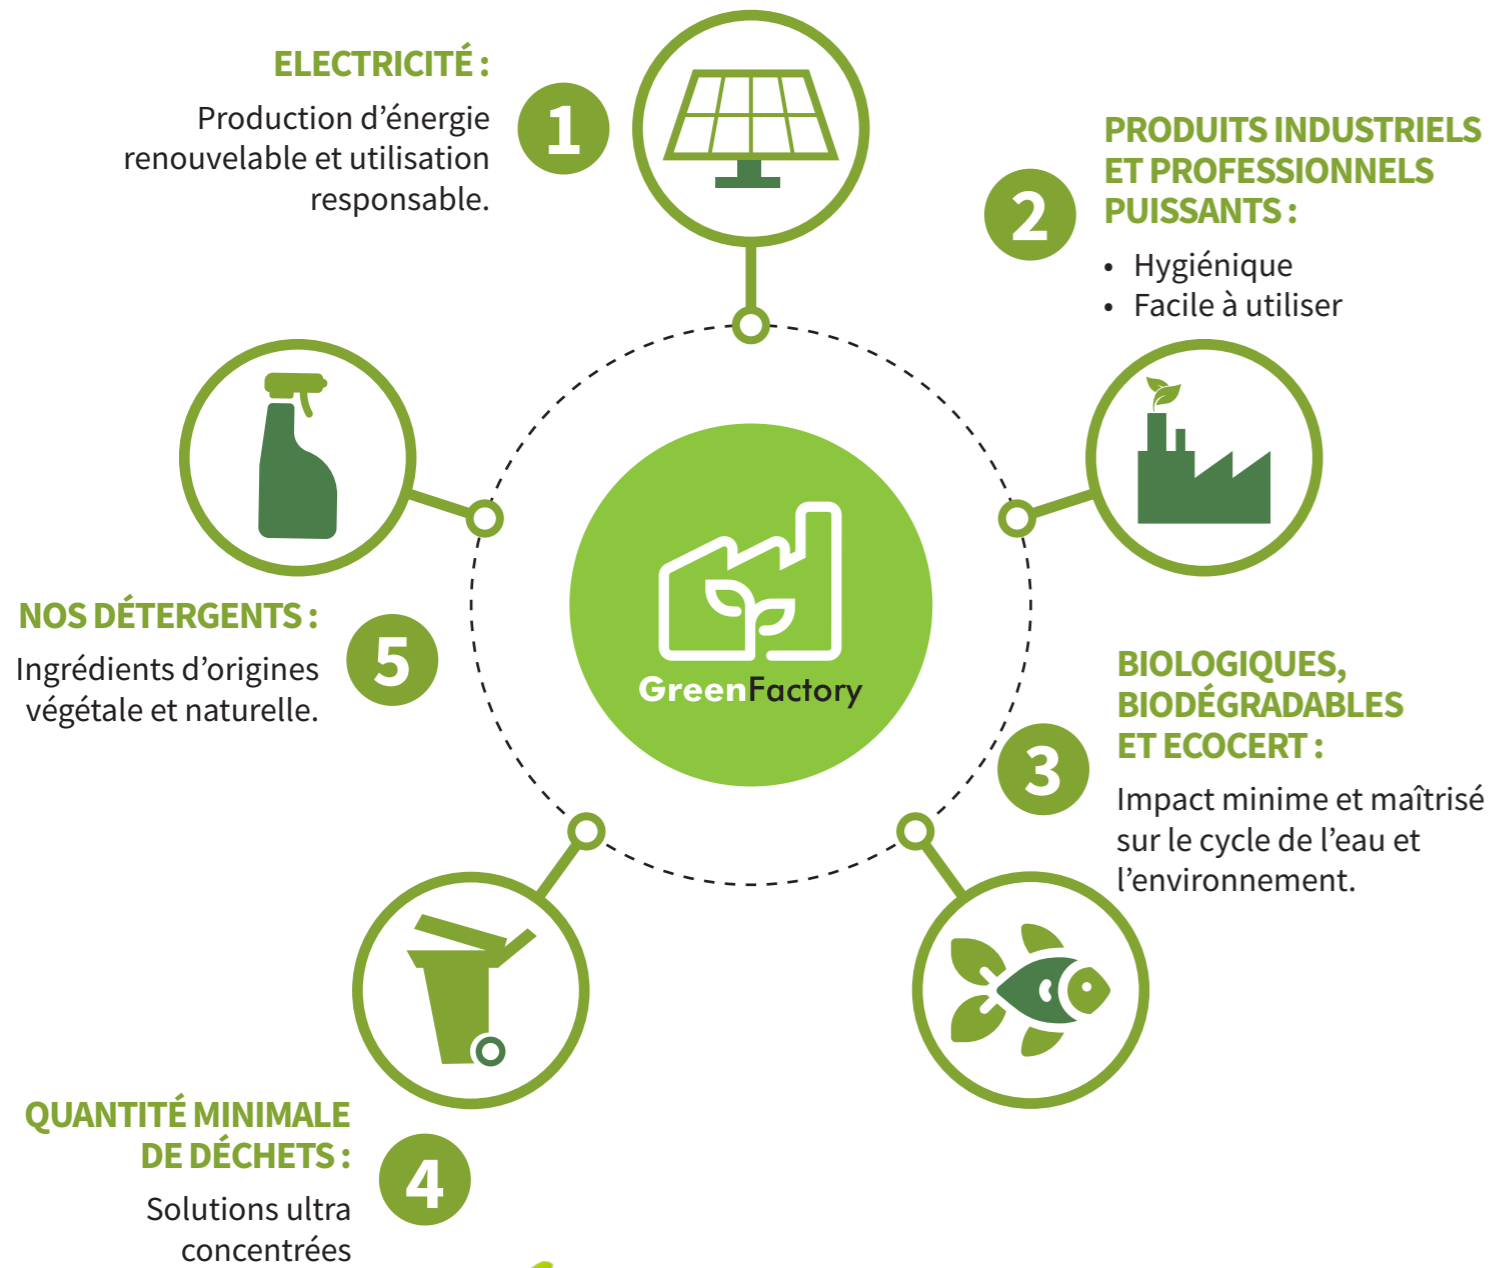 ELECTRICITÉ :
Production d’énergie
renouvelable et utilisation
responsable.
1
2
PRODUITS INDUSTRIELS
ET PROFESSIONNELS
PUISSANTS :
• Hygiénique
• Facile à utiliser
GreenFactory
3
BIOLOGIQUES,
BIODÉGRADABLES
ET ECOCERT :
Impact minime et maîtrisé
sur le cycle de l’eau et
l’environnement.
QUANTITÉ MINIMALE
DE DÉCHETS :
Solutions ultra
concentrées
4
NOS DÉTERGENTS :
Ingrédients d’origines
végétale et naturelle.
5